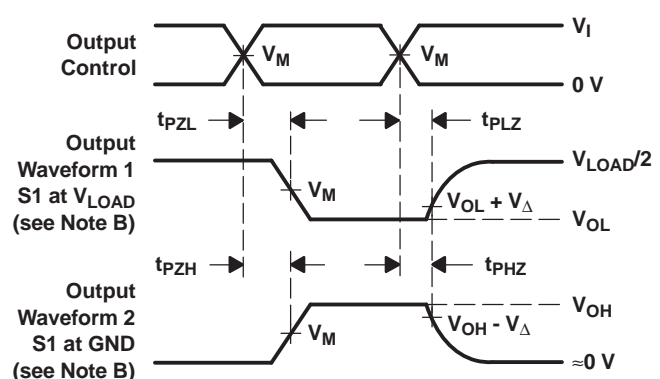 Output
Control
V_M
V_M
V_I
0 V
t_PZL
t_PLZ
Output
Waveform 1
S1 at V_LOAD
(see Note B)
V_M
V_OL + V_Δ
V_LOAD/2
V_OL
t_PZH
t_PHZ
Output
Waveform 2
S1 at GND
(see Note B)
V_M
V_OH - V_Δ
V_OH
≈0 V